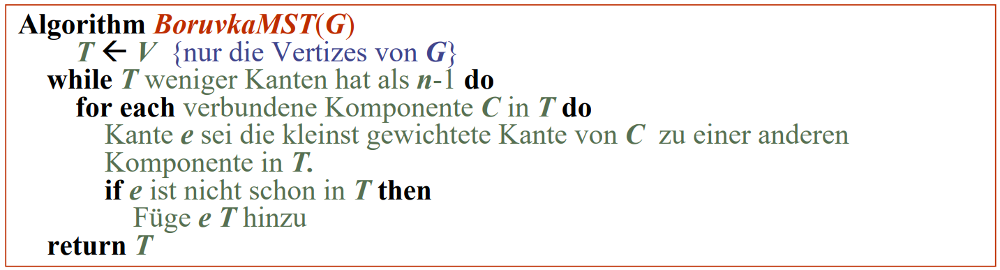 Algorithm BoruvkaMST(G)
T ← V {nur die Vertizes von G}
while T weniger Kanten hat als n-1 do
for each verbundene Komponente C in T do
Kante e sei die kleinst gewichtete Kante von C zu einer anderen
Komponente in T.
if e ist nicht schon in T then
Füge e T hinzu
return T